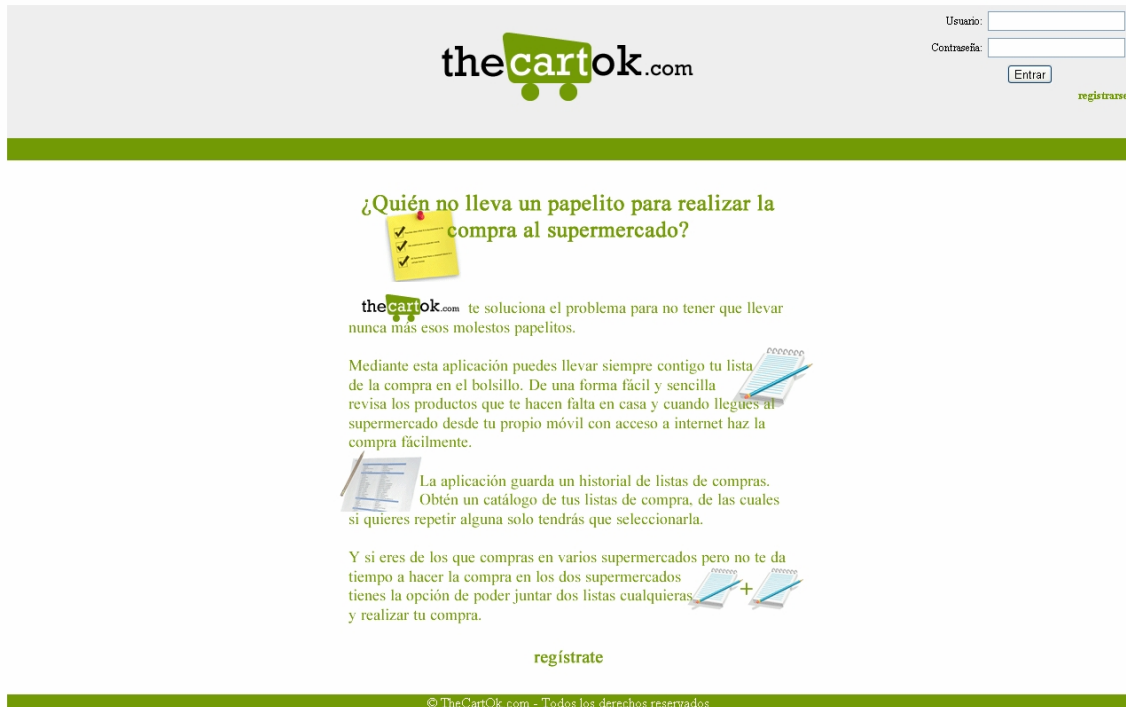 thecartok.com
Usuario:
Contraseña:
Entrar
registrarse
¿Quién no lleva un papelito para realizar la
compra al supermercado?
thecartok.com te soluciona el problema para no tener que llevar
nunca más esos molestos papelitos.
Mediante esta aplicación puedes llevar siempre contigo tu lista
de la compra en el bolsillo. De una forma fácil y sencilla
revisa los productos que te hacen falta en casa y cuando llegues al
supermercado desde tu propio móvil con acceso a internet haz la
compra fácilmente.
La aplicación guarda un historial de listas de compras.
Obtén un catálogo de tus listas de compra, de las cuales
si quieres repetir alguna solo tendrás que seleccionarla.
Y si eres de los que compras en varios supermercados pero no te da
tiempo a hacer la compra en los dos supermercados
tienes la opción de poder juntar dos listas cualquieras +
y realizar tu compra.
regístrate
© TheCartOk.com - Todos los derechos reservados